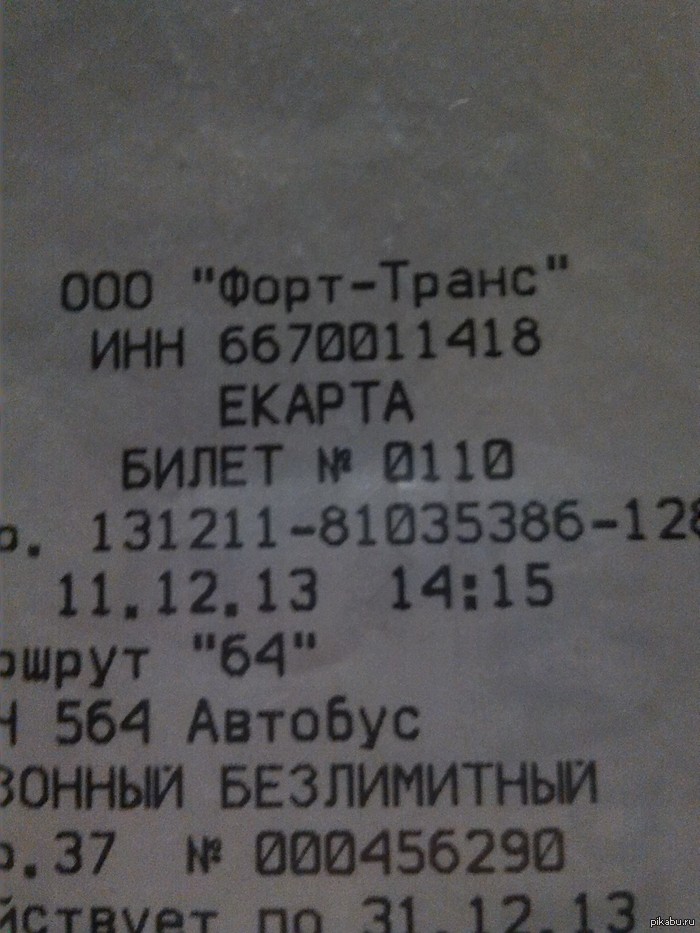 ООО "Форт-Транс"
ИНН 6670011418
ЕКАРТА
БИЛЕТ № 0110
р. 131211-81035386-128
11.12.13 14:15
ршрут "64"
564 Автобус
ЗОННЫЙ БЕЗЛИМИТНЫЙ
р.37 № 000456290
йствует по 31.12.13
pikabu.ru